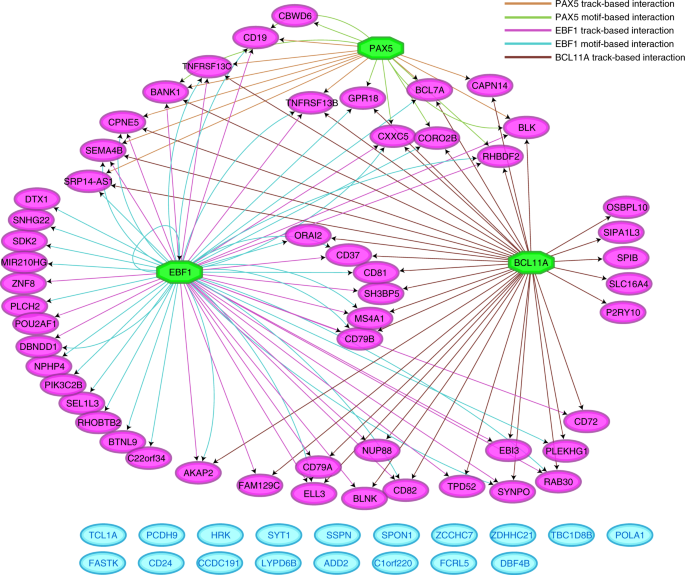 PAX5 track-based interaction
PAX5 motif-based interaction
EBF1 track-based interaction
EBF1 motif-based interaction
BCL11A track-based interaction
CBWD6
CD19
PAX5
TNFRSF13C
BANK1
TNFRSF13B
GPR18
BCL7A
CAPN14
CPNE5
CXXC5
CORO2B
BLK
SEMA4B
RHBDF2
SRP14-AS1
DTX1
SNHG22
SDK2
MIR210HG
ZNF8
PLCH2
POU2AF1
DBNDD1
NPHP4
PIK3C2B
SEL1L3
RHOBTB2
BTNL9
C22orf34
EBF1
ORAI2
CD37
CD81
SH3BP5
MS4A1
CD79B
BCL11A
OSBPL10
SIPA1L3
SPIB
SLC16A4
P2RY10
CD72
NUP88
EBI3
PLEKHG1
AKAP2
CD79A
FAM129C
ELL3
BLNK
CD82
TPD52
SYNPO
RAB30
TCL1A PCDH9 HRK SYT1 SSPN SPON1 ZCCHC7 ZDHHC21 TBC1D8B POLA1
FASTK CD24 CCDC191 LYPD6B ADD2 C1orf220 FCRL5 DBF4B